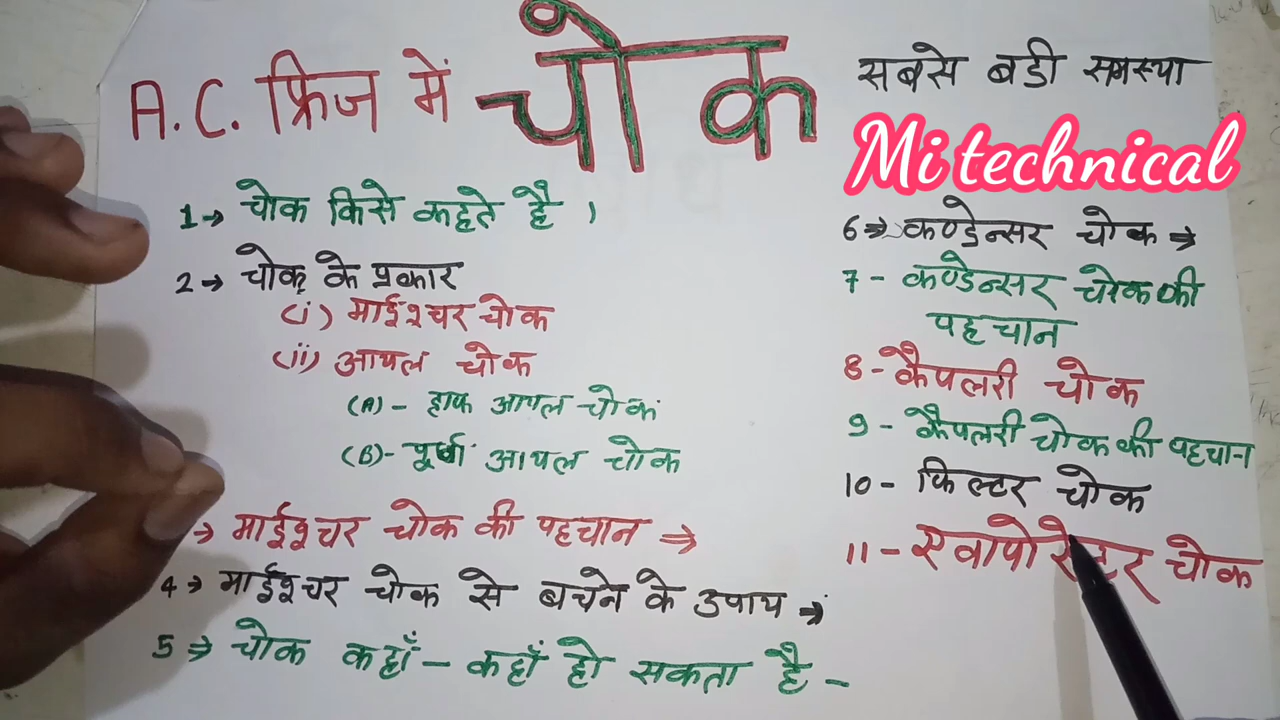 A.C. फ्रिज में चोक
सबसे बडी समस्या
Mi technical
1→ चोक किसे कहते है ।
2→ चोक के प्रकार
(i) माईश्चर चोक
(ii) आयल चोक
(A)- हाफ आयल चोक
(B)- पूर्ण आयल चोक
→ माईश्चर चोक की पहचान ⇒
4→ माईश्चर चोक से बचने के उपाय →
5⇒ चोक कहाँ – कहाँ हो सकता है –
6⇒ कण्डेन्सर चोक ⇒
7- कण्डेन्सर चोक की
पहचान
8- कैपलरी चोक
9- कैपलरी चोक की पहचान
10- फिल्टर चोक
11- एवापोरेटर चोक